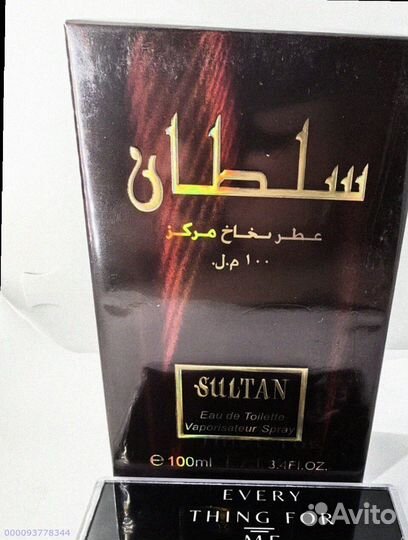 سلطان
عطر بخاخ مركز
١٠٠ م.ل.
SULTAN
Eau de Toilette
Vaporisateur Spray
e 100ml 3.4Fl.OZ.
EVERY
THING FOR
ME
000093778344
Avito